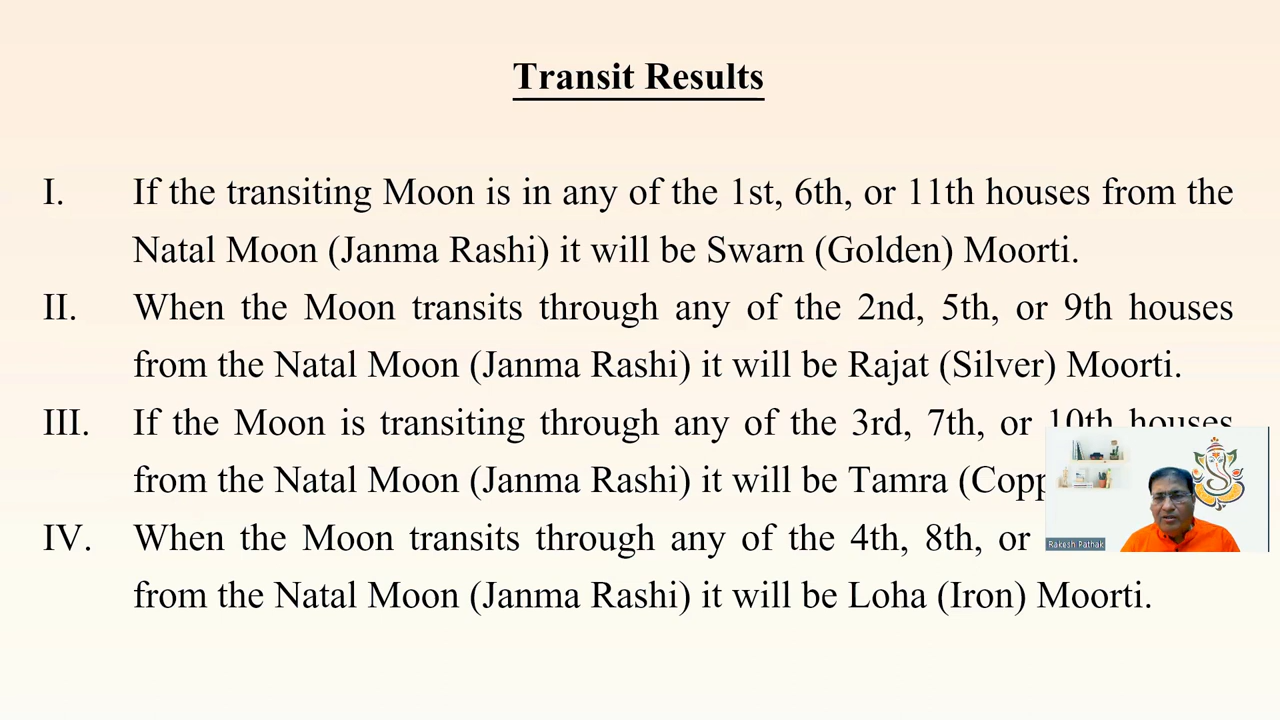 Transit Results
I. If the transiting Moon is in any of the 1st, 6th, or 11th houses from the
Natal Moon (Janma Rashi) it will be Swarn (Golden) Moorti.
II. When the Moon transits through any of the 2nd, 5th, or 9th houses
from the Natal Moon (Janma Rashi) it will be Rajat (Silver) Moorti.
III. If the Moon is transiting through any of the 3rd, 7th, or 10th houses
from the Natal Moon (Janma Rashi) it will be Tamra (Copp
IV. When the Moon transits through any of the 4th, 8th, or
from the Natal Moon (Janma Rashi) it will be Loha (Iron) Moorti.
Rakesh Pathak